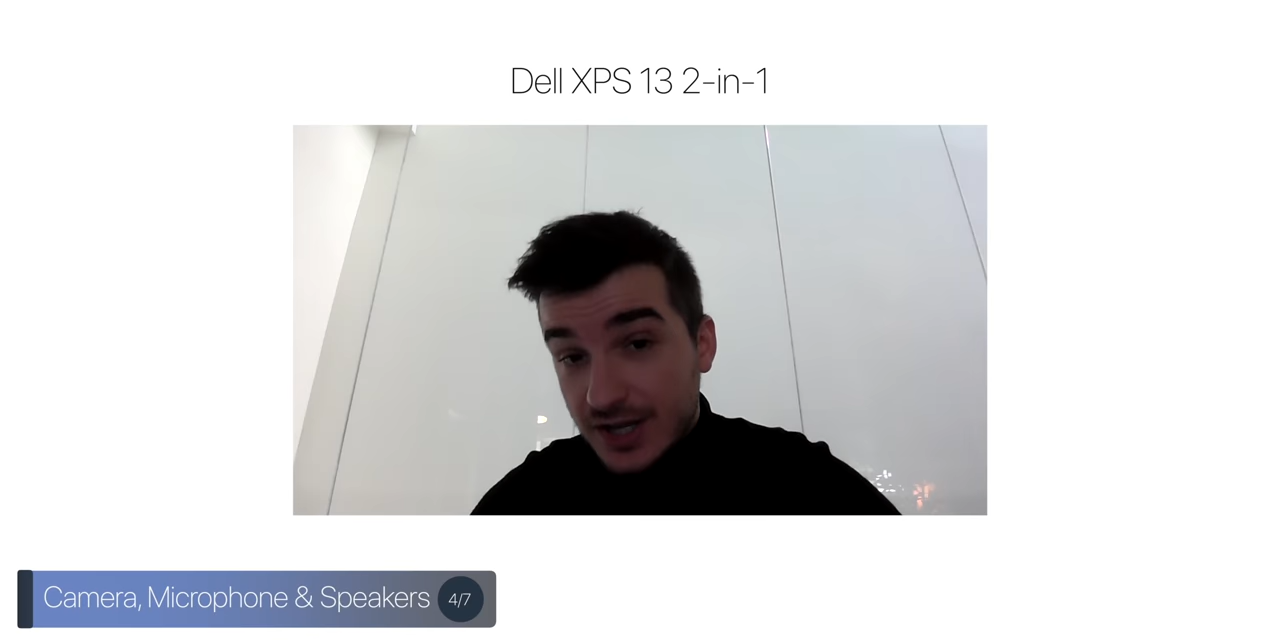 Dell XPS 13 2-in-1
Camera, Microphone & Speakers 4/7